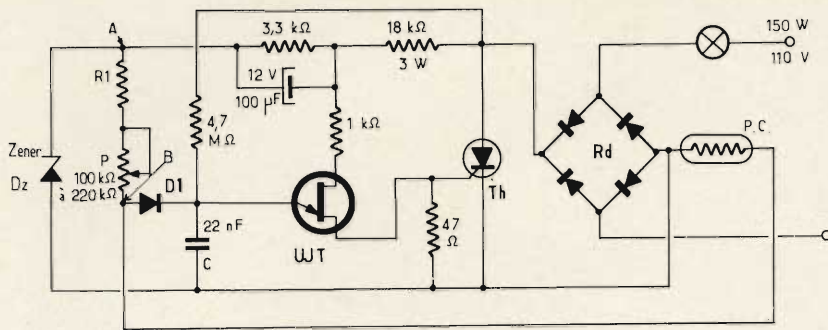 A
3,3 kΩ
18 kΩ
3 W
150 W
110 V
R1
12 V
100 µF
4,7
MΩ
1 kΩ
Zener
Dz
P
100 kΩ
à 220 kΩ
B
D1
Th
Rd
P.C.
22 nF
C
UJT
47
Ω